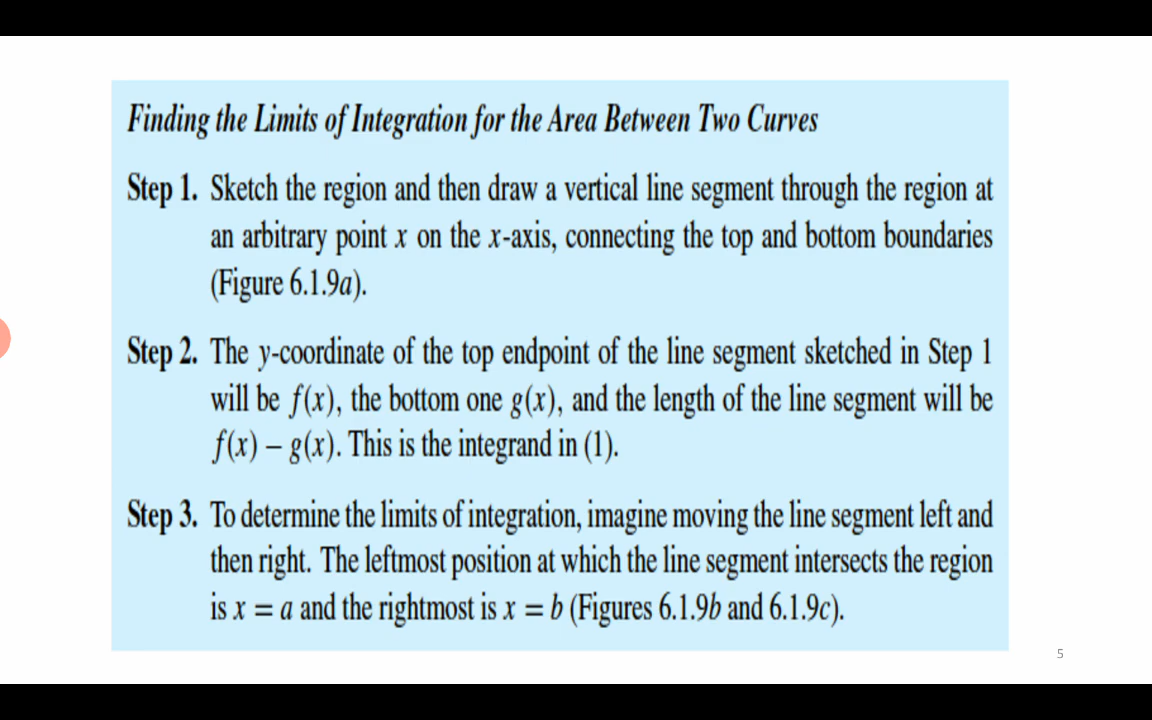 Finding the Limits of Integration for the Area Between Two Curves
Step 1. Sketch the region and then draw a vertical line segment through the region at
an arbitrary point x on the x-axis, connecting the top and bottom boundaries
(Figure 6.1.9a).
Step 2. The y-coordinate of the top endpoint of the line segment sketched in Step 1
will be f(x), the bottom one g(x), and the length of the line segment will be
f(x) – g(x). This is the integrand in (1).
Step 3. To determine the limits of integration, imagine moving the line segment left and
then right. The leftmost position at which the line segment intersects the region
is x = a and the rightmost is x = b (Figures 6.1.9b and 6.1.9c).
5